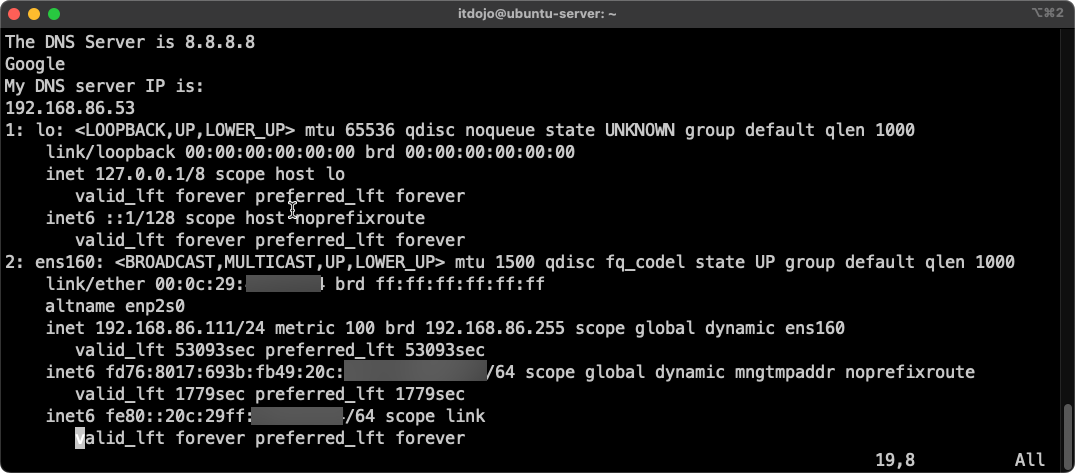 itdojo@ubuntu-server: ~
⌥⌘2
The DNS Server is 8.8.8.8
Google
My DNS server IP is:
192.168.86.53
1: lo: <LOOPBACK,UP,LOWER_UP> mtu 65536 qdisc noqueue state UNKNOWN group default qlen 1000
link/loopback 00:00:00:00:00:00 brd 00:00:00:00:00:00
inet 127.0.0.1/8 scope host lo
valid_lft forever preferred_lft forever
inet6 ::1/128 scope host noprefixroute
valid_lft forever preferred_lft forever
2: ens160: <BROADCAST,MULTICAST,UP,LOWER_UP> mtu 1500 qdisc fq_codel state UP group default qlen 1000
link/ether 00:0c:29: brd ff:ff:ff:ff:ff:ff
altname enp2s0
inet 192.168.86.111/24 metric 100 brd 192.168.86.255 scope global dynamic ens160
valid_lft 53093sec preferred_lft 53093sec
inet6 fd76:8017:693b:fb49:20c: /64 scope global dynamic mngtmpaddr noprefixroute
valid_lft 1779sec preferred_lft 1779sec
inet6 fe80::20c:29ff: /64 scope link
valid_lft forever preferred_lft forever
19,8 All